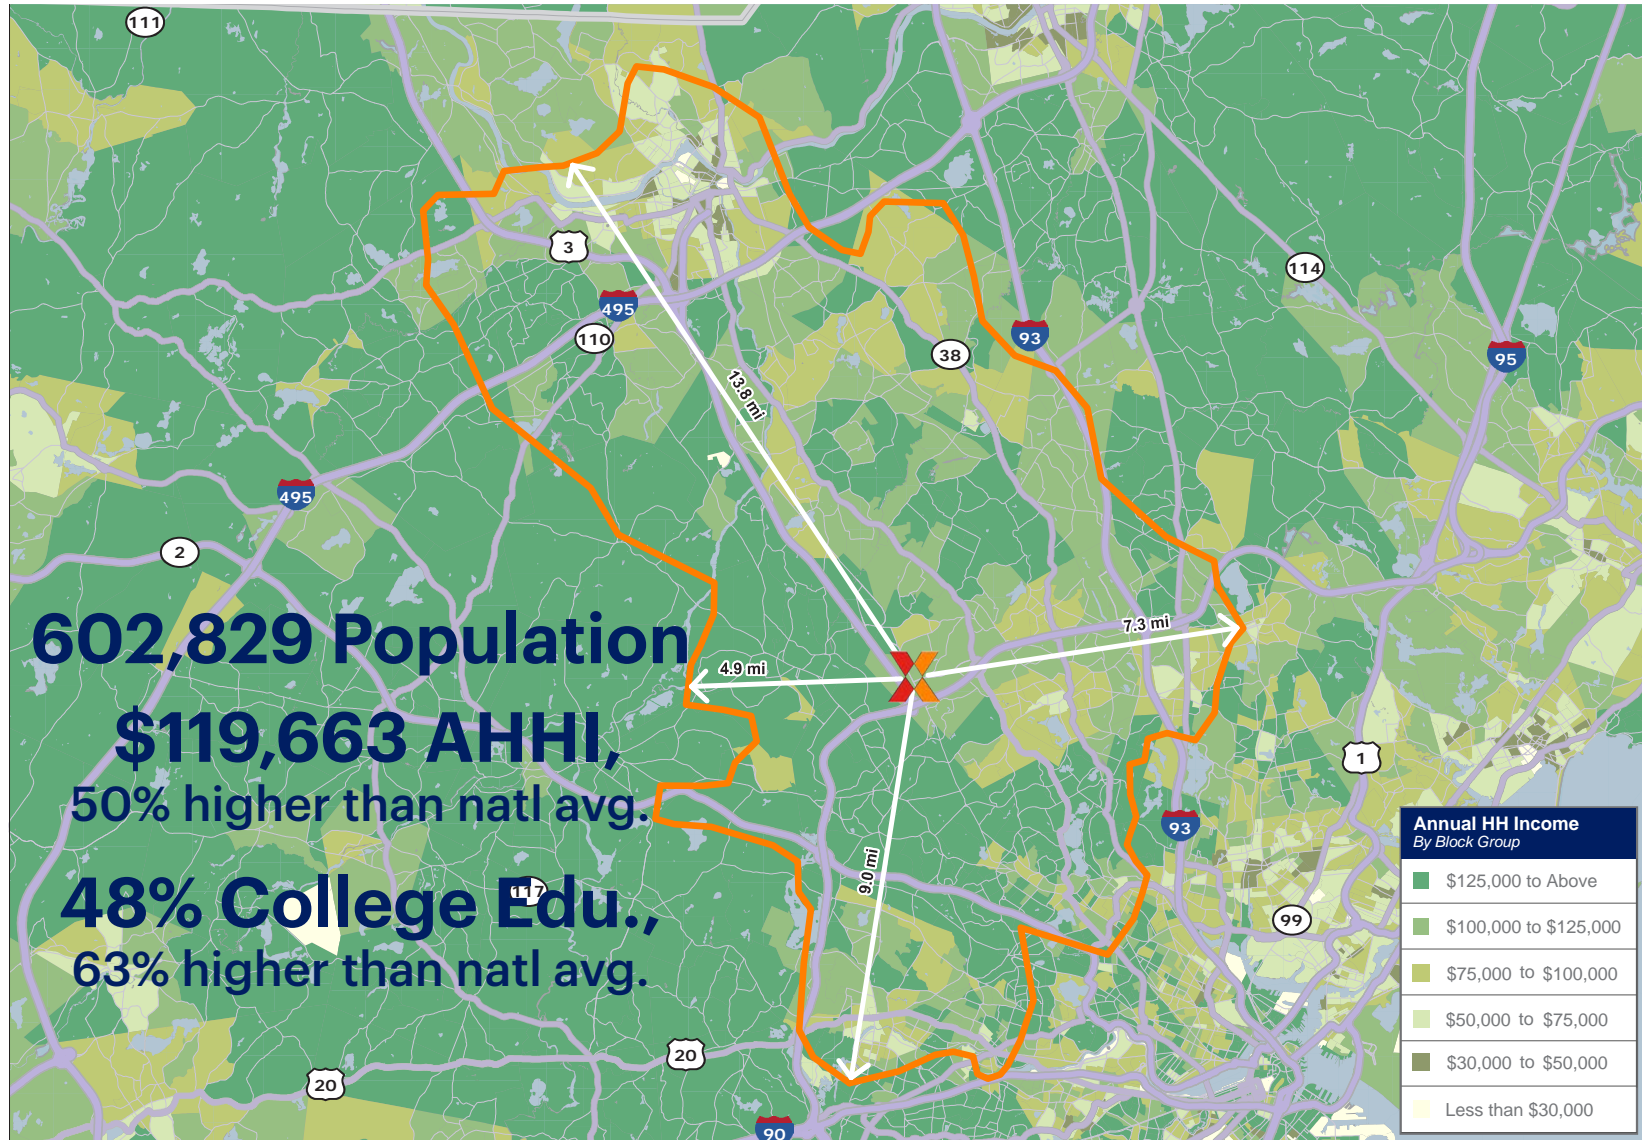 111
3
495
110
38
93
114
95
13.8 mi
495
2
7.3 mi
4.9 mi
602,829 Population
$119,663 AHHI,
50% higher than natl avg.
1
93
9.0 mi
117
48% College Edu.,
63% higher than natl avg.
99
20
20
90
Annual HH Income
By Block Group
$125,000 to Above
$100,000 to $125,000
$75,000 to $100,000
$50,000 to $75,000
$30,000 to $50,000
Less than $30,000